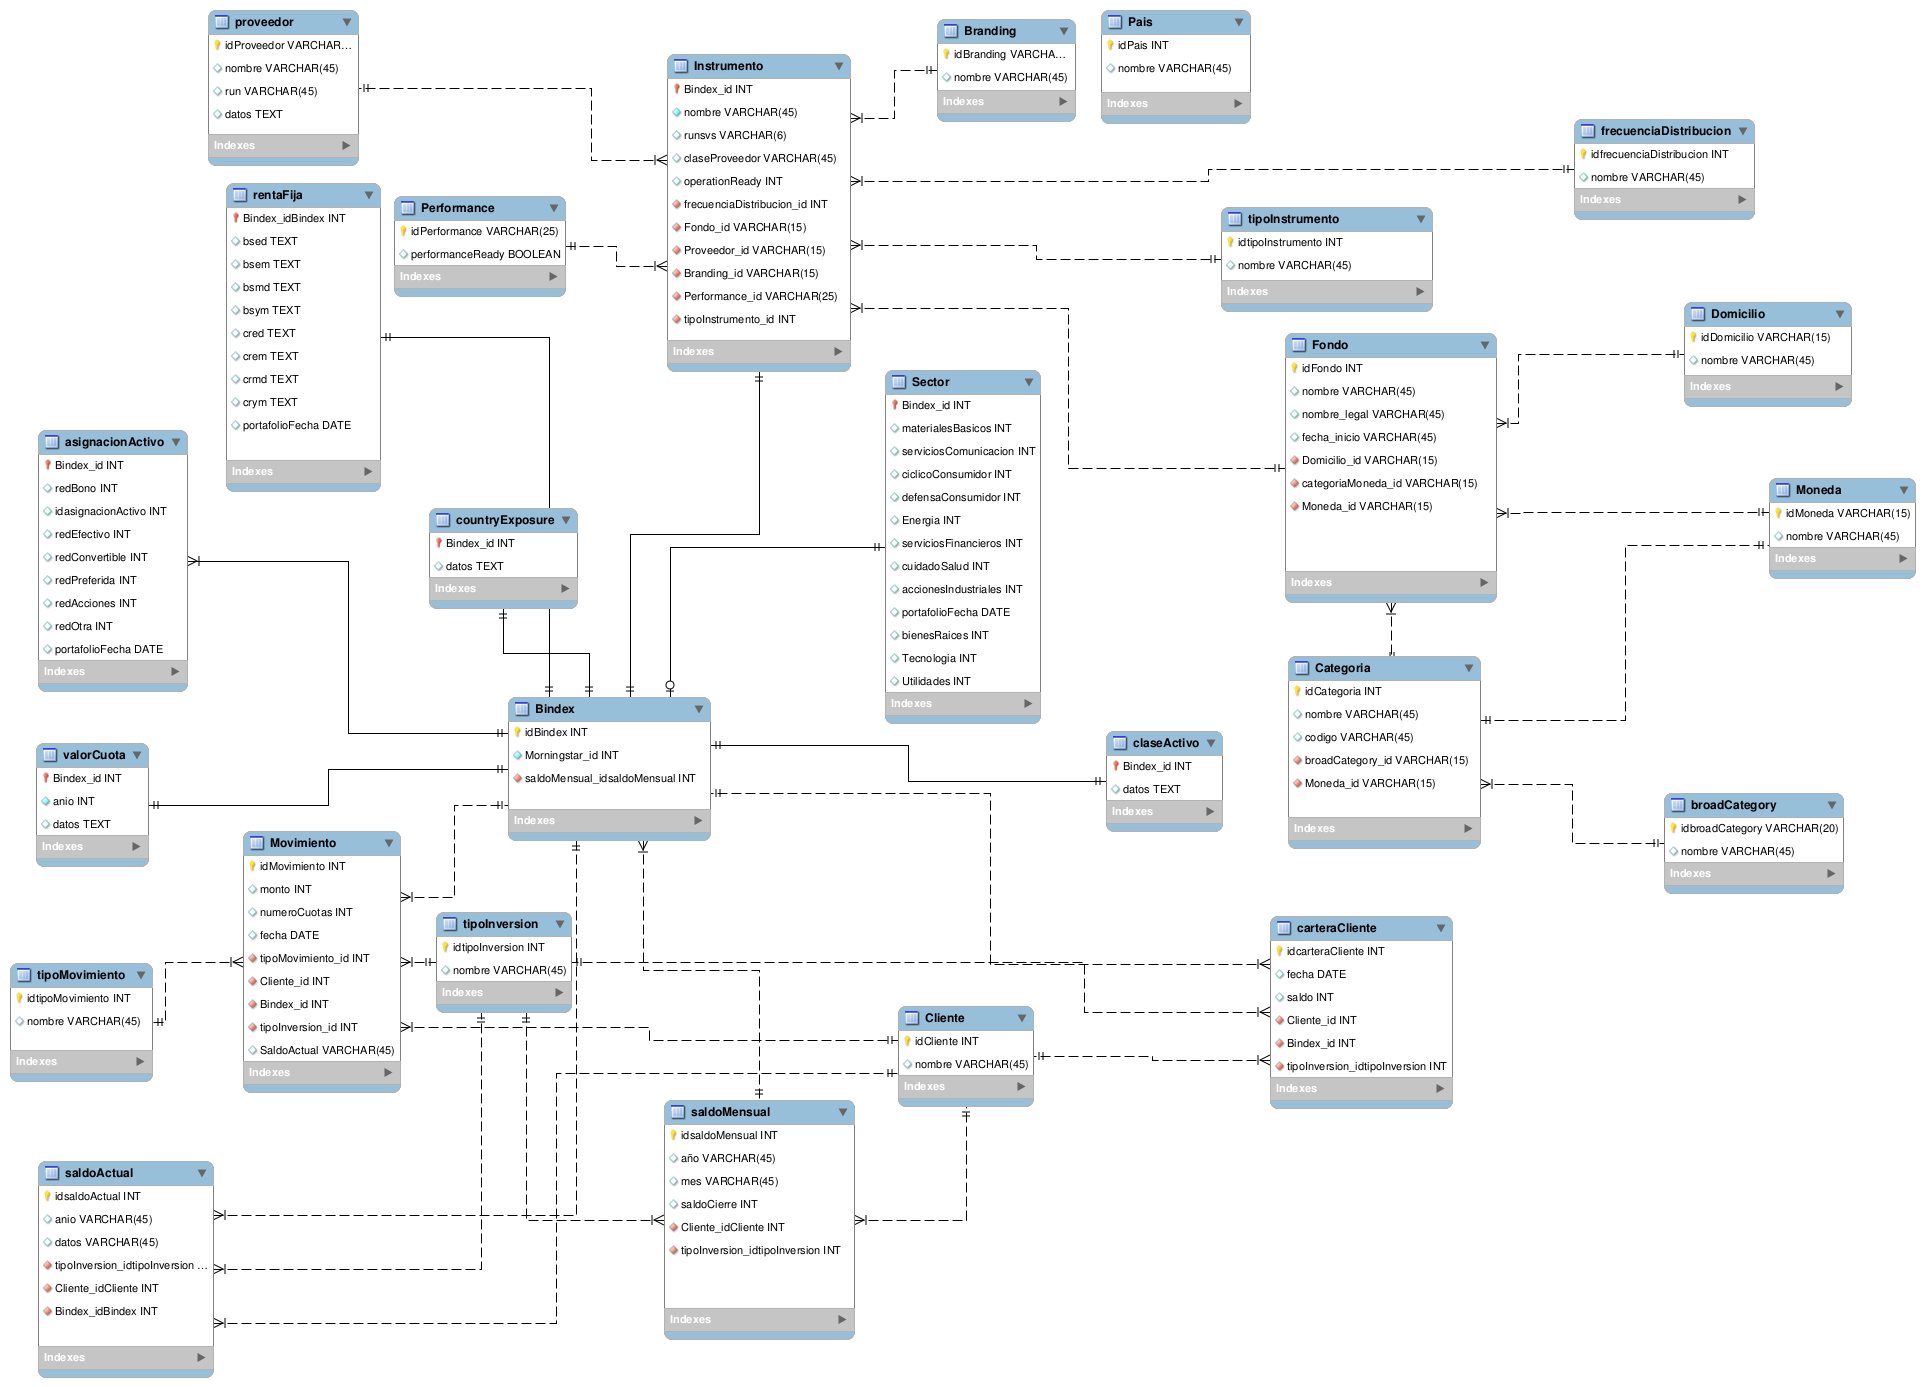 proveedor
idProveedor VARCHAR...
nombre VARCHAR(45)
run VARCHAR(45)
datos TEXT
Indexes
Instrumento
Bindex_id INT
nombre VARCHAR(45)
runsvs VARCHAR(6)
claseProveedor VARCHAR(45)
operationReady INT
frecuenciaDistribucion_id INT
Fondo_id VARCHAR(15)
Proveedor_id VARCHAR(15)
Branding_id VARCHAR(15)
Performance_id VARCHAR(25)
tipoInstrumento_id INT
Indexes
Branding
idBranding VARCHA...
nombre VARCHAR(45)
Indexes
Pais
idPais INT
nombre VARCHAR(45)
Indexes
frecuenciaDistribucion
idfrecuenciaDistribucion INT
nombre VARCHAR(45)
Indexes
rentaFija
Bindex_idBindex INT
bsed TEXT
bsem TEXT
bsmd TEXT
bsym TEXT
cred TEXT
crem TEXT
crmd TEXT
crym TEXT
portafolioFecha DATE
Indexes
Performance
idPerformance VARCHAR(25)
performanceReady BOOLEAN
Indexes
tipoInstrumento
idtipoInstrumento INT
nombre VARCHAR(45)
Indexes
Domicilio
idDomicilio VARCHAR(15)
nombre VARCHAR(45)
Indexes
Fondo
idFondo INT
nombre VARCHAR(45)
nombre_legal VARCHAR(45)
fecha_inicio VARCHAR(45)
Domicilio_id VARCHAR(15)
categoriaMoneda_id VARCHAR(15)
Moneda_id VARCHAR(15)
Indexes
Sector
Bindex_id INT
materialesBasicos INT
serviciosComunicacion INT
ciclicoConsumidor INT
defensaConsumidor INT
Energia INT
serviciosFinancieros INT
cuidadoSalud INT
accionesIndustriales INT
portafolioFecha DATE
bienesRaices INT
Tecnologia INT
Utilidades INT
Indexes
asignacionActivo
Bindex_id INT
redBono INT
idasignacionActivo INT
redEfectivo INT
redConvertible INT
redPreferida INT
redAcciones INT
redOtra INT
portafolioFecha DATE
Indexes
countryExposure
Bindex_id INT
datos TEXT
Indexes
Moneda
idMoneda VARCHAR(15)
nombre VARCHAR(45)
Indexes
Categoria
idCategoria INT
nombre VARCHAR(45)
codigo VARCHAR(45)
broadCategory_id VARCHAR(15)
Moneda_id VARCHAR(15)
Indexes
Bindex
idBindex INT
Morningstar_id INT
saldoMensual_idsaldoMensual INT
Indexes
claseActivo
Bindex_id INT
datos TEXT
Indexes
valorCuota
Bindex_id INT
anio INT
datos TEXT
Indexes
broadCategory
idbroadCategory VARCHAR(20)
nombre VARCHAR(45)
Indexes
Movimiento
idMovimiento INT
monto INT
numeroCuotas INT
fecha DATE
tipoMovimiento_id INT
Cliente_id INT
Bindex_id INT
tipoInversion_id INT
SaldoActual VARCHAR(45)
Indexes
tipoInversion
idtipoInversion INT
nombre VARCHAR(45)
Indexes
carteraCliente
idcarteraCliente INT
fecha DATE
saldo INT
Cliente_id INT
Bindex_id INT
tipoInversion_idtipoInversion INT
Indexes
tipoMovimiento
idtipoMovimiento INT
nombre VARCHAR(45)
Indexes
Cliente
idCliente INT
nombre VARCHAR(45)
Indexes
saldoMensual
idsaldoMensual INT
año VARCHAR(45)
mes VARCHAR(45)
saldoCierre INT
Cliente_idCliente INT
tipoInversion_idtipoInversion INT
Indexes
saldoActual
idsaldoActual INT
anio VARCHAR(45)
datos VARCHAR(45)
tipoInversion_idtipoInversion ...
Cliente_idCliente INT
Bindex_idBindex INT
Indexes